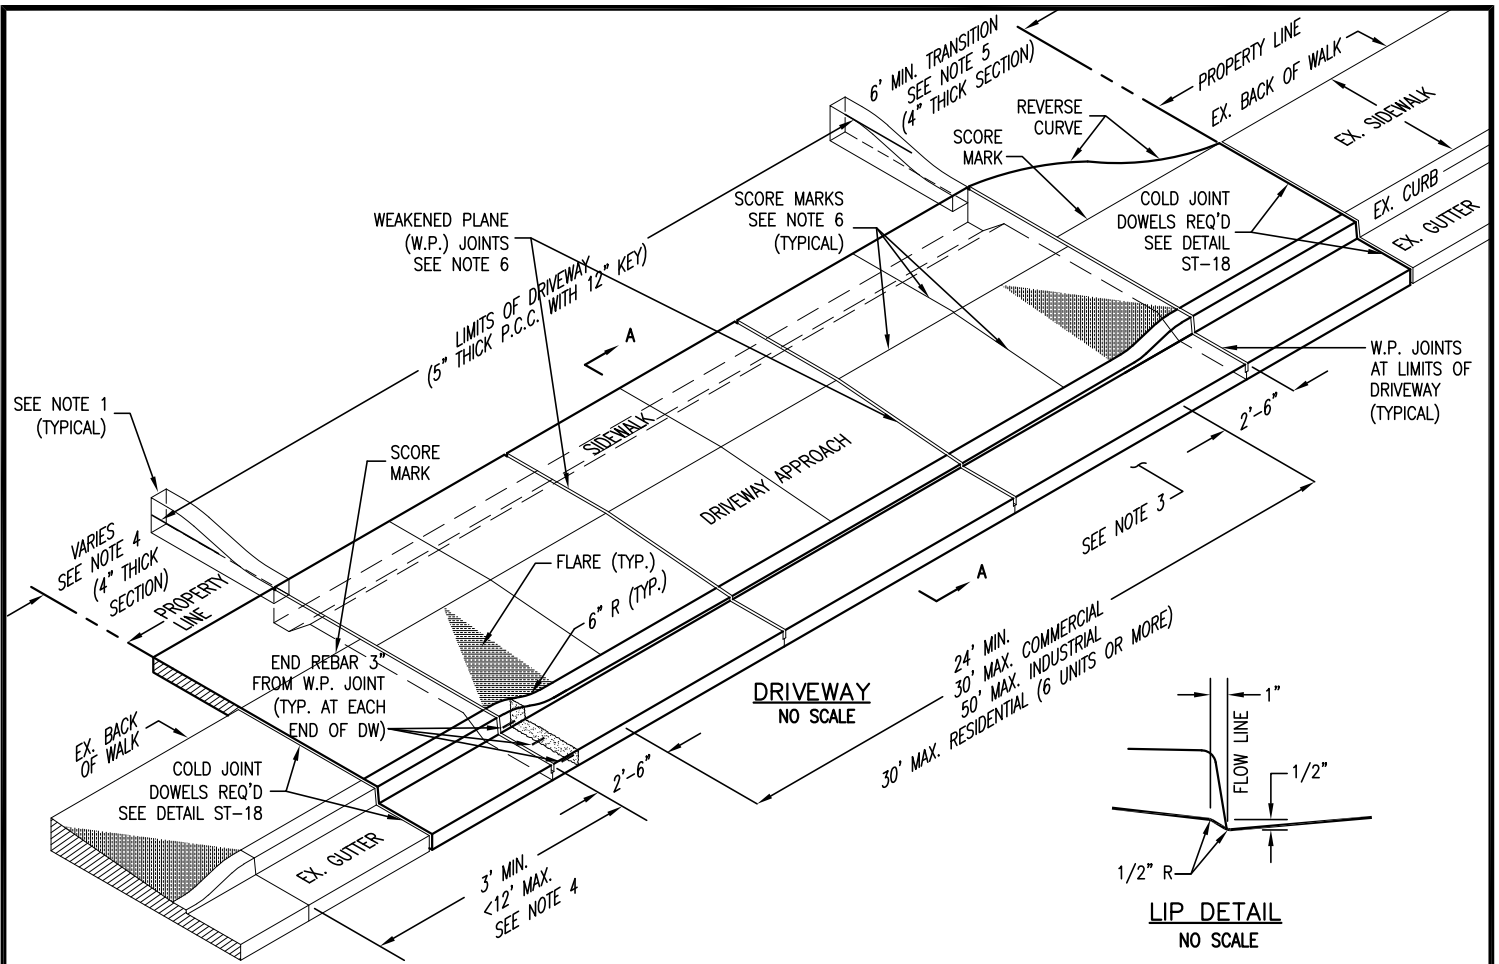 6' MIN. TRANSITION
SEE NOTE 5
(4" THICK SECTION)
PROPERTY LINE
EX. BACK OF WALK
EX. SIDEWALK
EX. CURB
EX. GUTTER
REVERSE
CURVE
SCORE
MARK
COLD JOINT
DOWELS REQ'D
SEE DETAIL
ST-18
SCORE MARKS
SEE NOTE 6
(TYPICAL)
WEAKENED PLANE
(W.P.) JOINTS
SEE NOTE 6
LIMITS OF DRIVEWAY
(5" THICK P.C.C. WITH 12" KEY)
A
W.P. JOINTS
AT LIMITS OF
DRIVEWAY
(TYPICAL)
2'-6"
SEE NOTE 3
SEE NOTE 1
(TYPICAL)
SCORE
MARK
SIDEWALK
DRIVEWAY APPROACH
VARIES
SEE NOTE 4
(4" THICK
SECTION)
PROPERTY
LINE
FLARE (TYP.)
6" R (TYP.)
A
END REBAR 3"
FROM W.P. JOINT
(TYP. AT EACH
END OF DW)
24' MIN.
30' MAX. COMMERCIAL
50' MAX. INDUSTRIAL
30' MAX. RESIDENTIAL (6 UNITS OR MORE)
DRIVEWAY
NO SCALE
EX. BACK
OF WALK
COLD JOINT
DOWELS REQ'D
SEE DETAIL ST-18
2'-6"
EX. GUTTER
3' MIN.
<12' MAX.
SEE NOTE 4
1"
FLOW LINE
1/2"
1/2" R
LIP DETAIL
NO SCALE